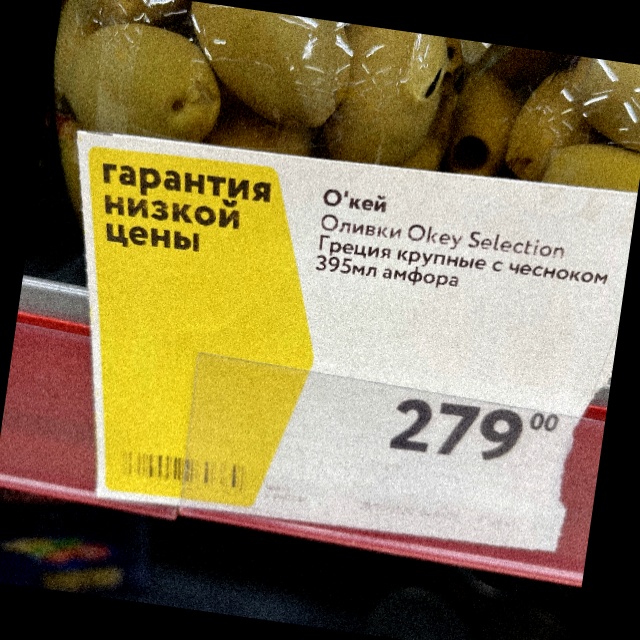 гарантия
низкой
цены
О'кей
Оливки Okey Selection
Греция крупные с чесноком
395мл амфора
279 00